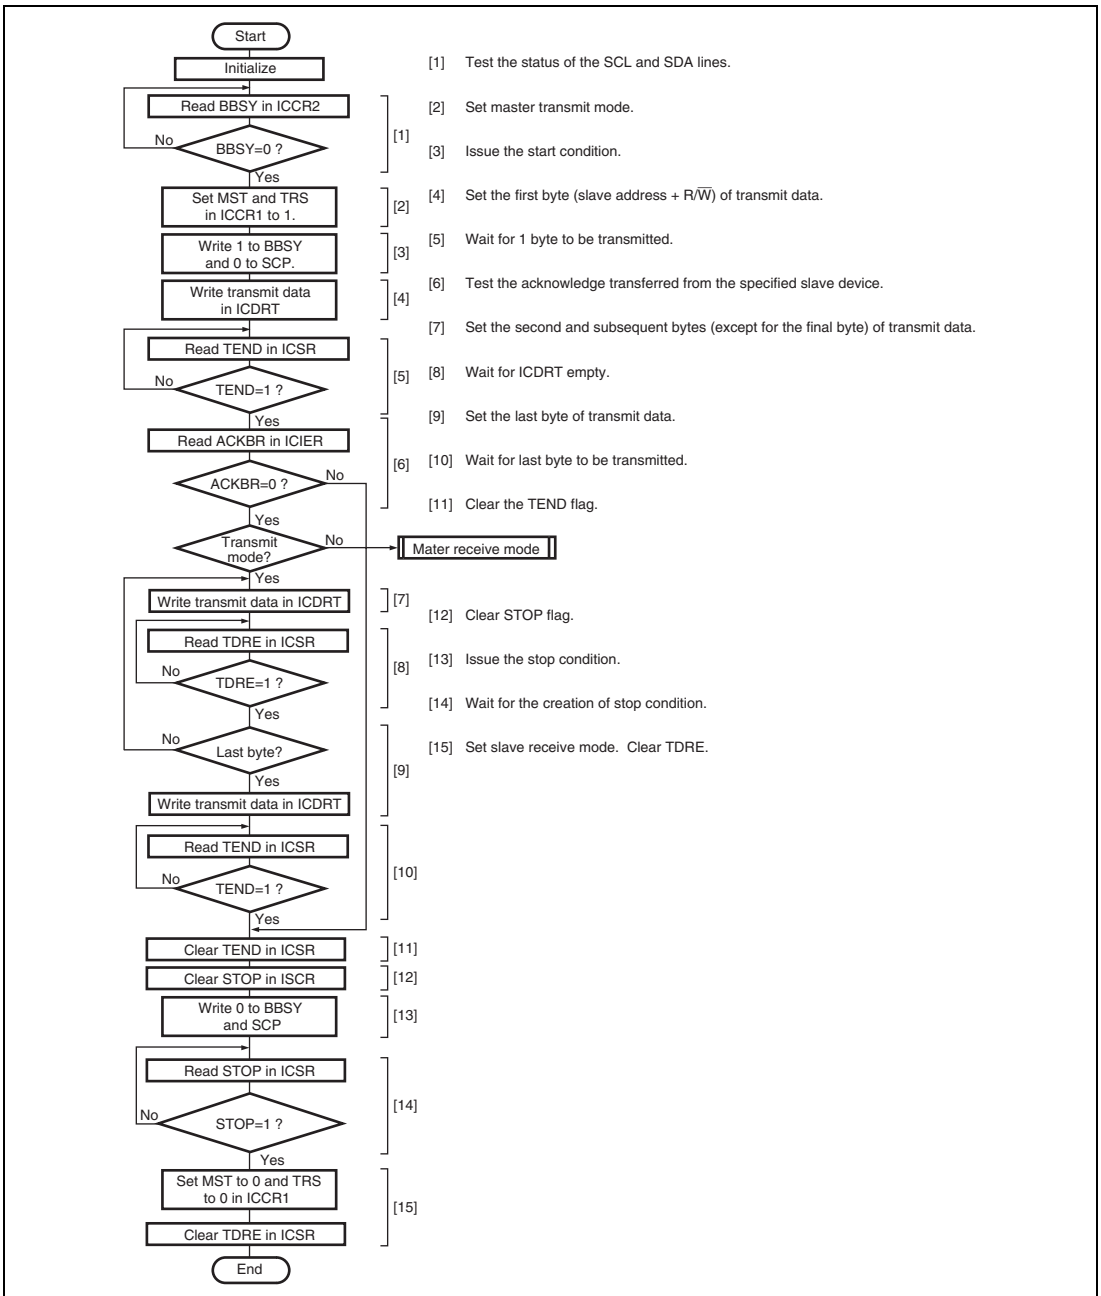 Start
Initialize
Read BBSY in ICCR2
BBSY=0 ?
No
Yes
[1]
Set MST and TRS
in ICCR1 to 1.
[2]
Write 1 to BBSY
and 0 to SCP.
[3]
Write transmit data
in ICDRT
[4]
Read TEND in ICSR
TEND=1 ?
No
Yes
[5]
Read ACKBR in ICIER
ACKBR=0 ?
No
Yes
[6]
Transmit
mode?
No
Mater receive mode
Yes
Write transmit data in ICDRT
[7]
Read TDRE in ICSR
TDRE=1 ?
No
Yes
[8]
Last byte?
No
Yes
Write transmit data in ICDRT
[9]
Read TEND in ICSR
TEND=1 ?
No
Yes
[10]
Clear TEND in ICSR
[11]
Clear STOP in ISCR
[12]
Write 0 to BBSY
and SCP
[13]
Read STOP in ICSR
STOP=1 ?
No
Yes
[14]
Set MST to 0 and TRS
to 0 in ICCR1
Clear TDRE in ICSR
[15]
End
[1] Test the status of the SCL and SDA lines.
[2] Set master transmit mode.
[3] Issue the start condition.
[4] Set the first byte (slave address + R/W̅) of transmit data.
[5] Wait for 1 byte to be transmitted.
[6] Test the acknowledge transferred from the specified slave device.
[7] Set the second and subsequent bytes (except for the final byte) of transmit data.
[8] Wait for ICDRT empty.
[9] Set the last byte of transmit data.
[10] Wait for last byte to be transmitted.
[11] Clear the TEND flag.
[12] Clear STOP flag.
[13] Issue the stop condition.
[14] Wait for the creation of stop condition.
[15] Set slave receive mode. Clear TDRE.